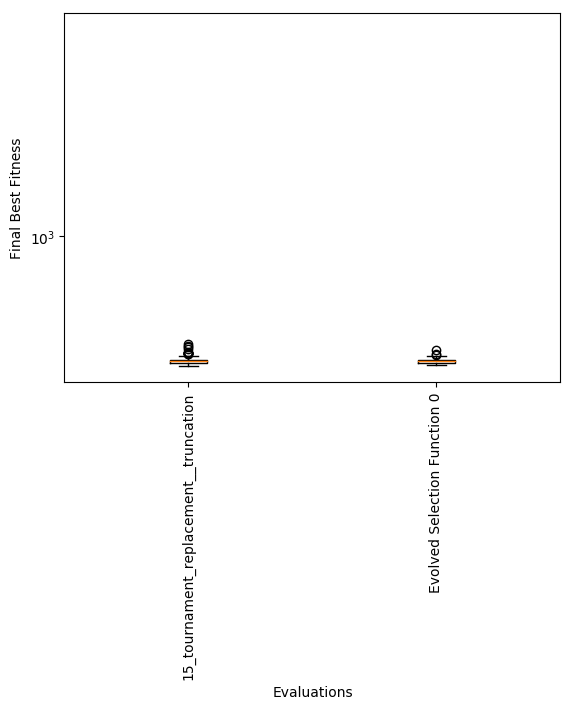 Final Best Fitness
10³
15_tournament_replacement__truncation
Evolved Selection Function 0
Evaluations